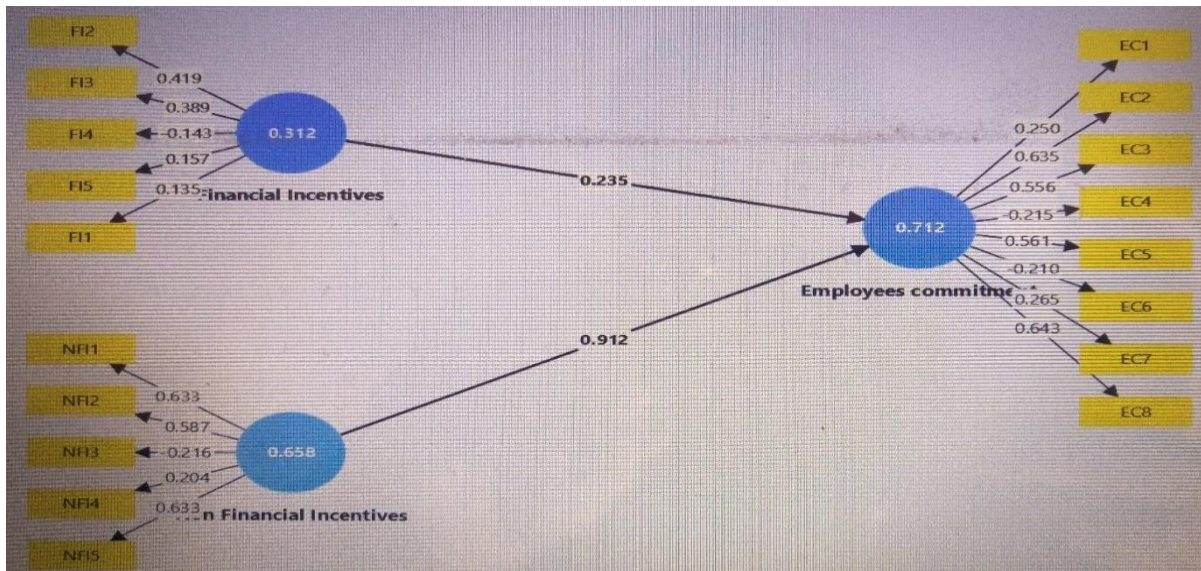 FI2
0.419
FI3
0.389
FI4
-0.143
FI5
0.157
FI1
0.135
0.312
Financial Incentives
0.235
NFI1
0.633
NFI2
0.587
NFI3
-0.216
NFI4
0.204
NFI5
0.633
0.658
Financial Incentives
0.912
0.712
Employees
EC1
0.250
EC2
0.635
EC3
0.556
EC4
-0.215
EC5
0.561
EC6
-0.210
EC7
0.265
EC8
0.643